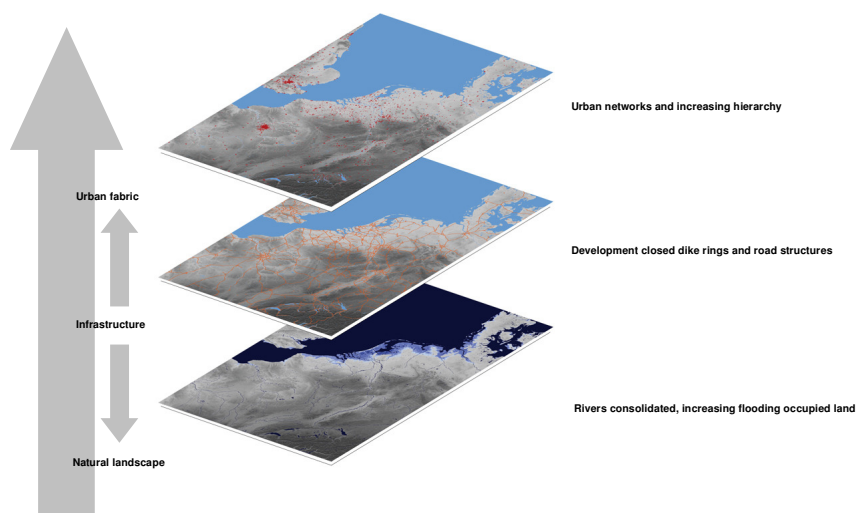 Urban networks and increasing hierarchy
Urban fabric
Development closed dike rings and road structures
Infrastructure
Rivers consolidated, increasing flooding occupied land
Natural landscape